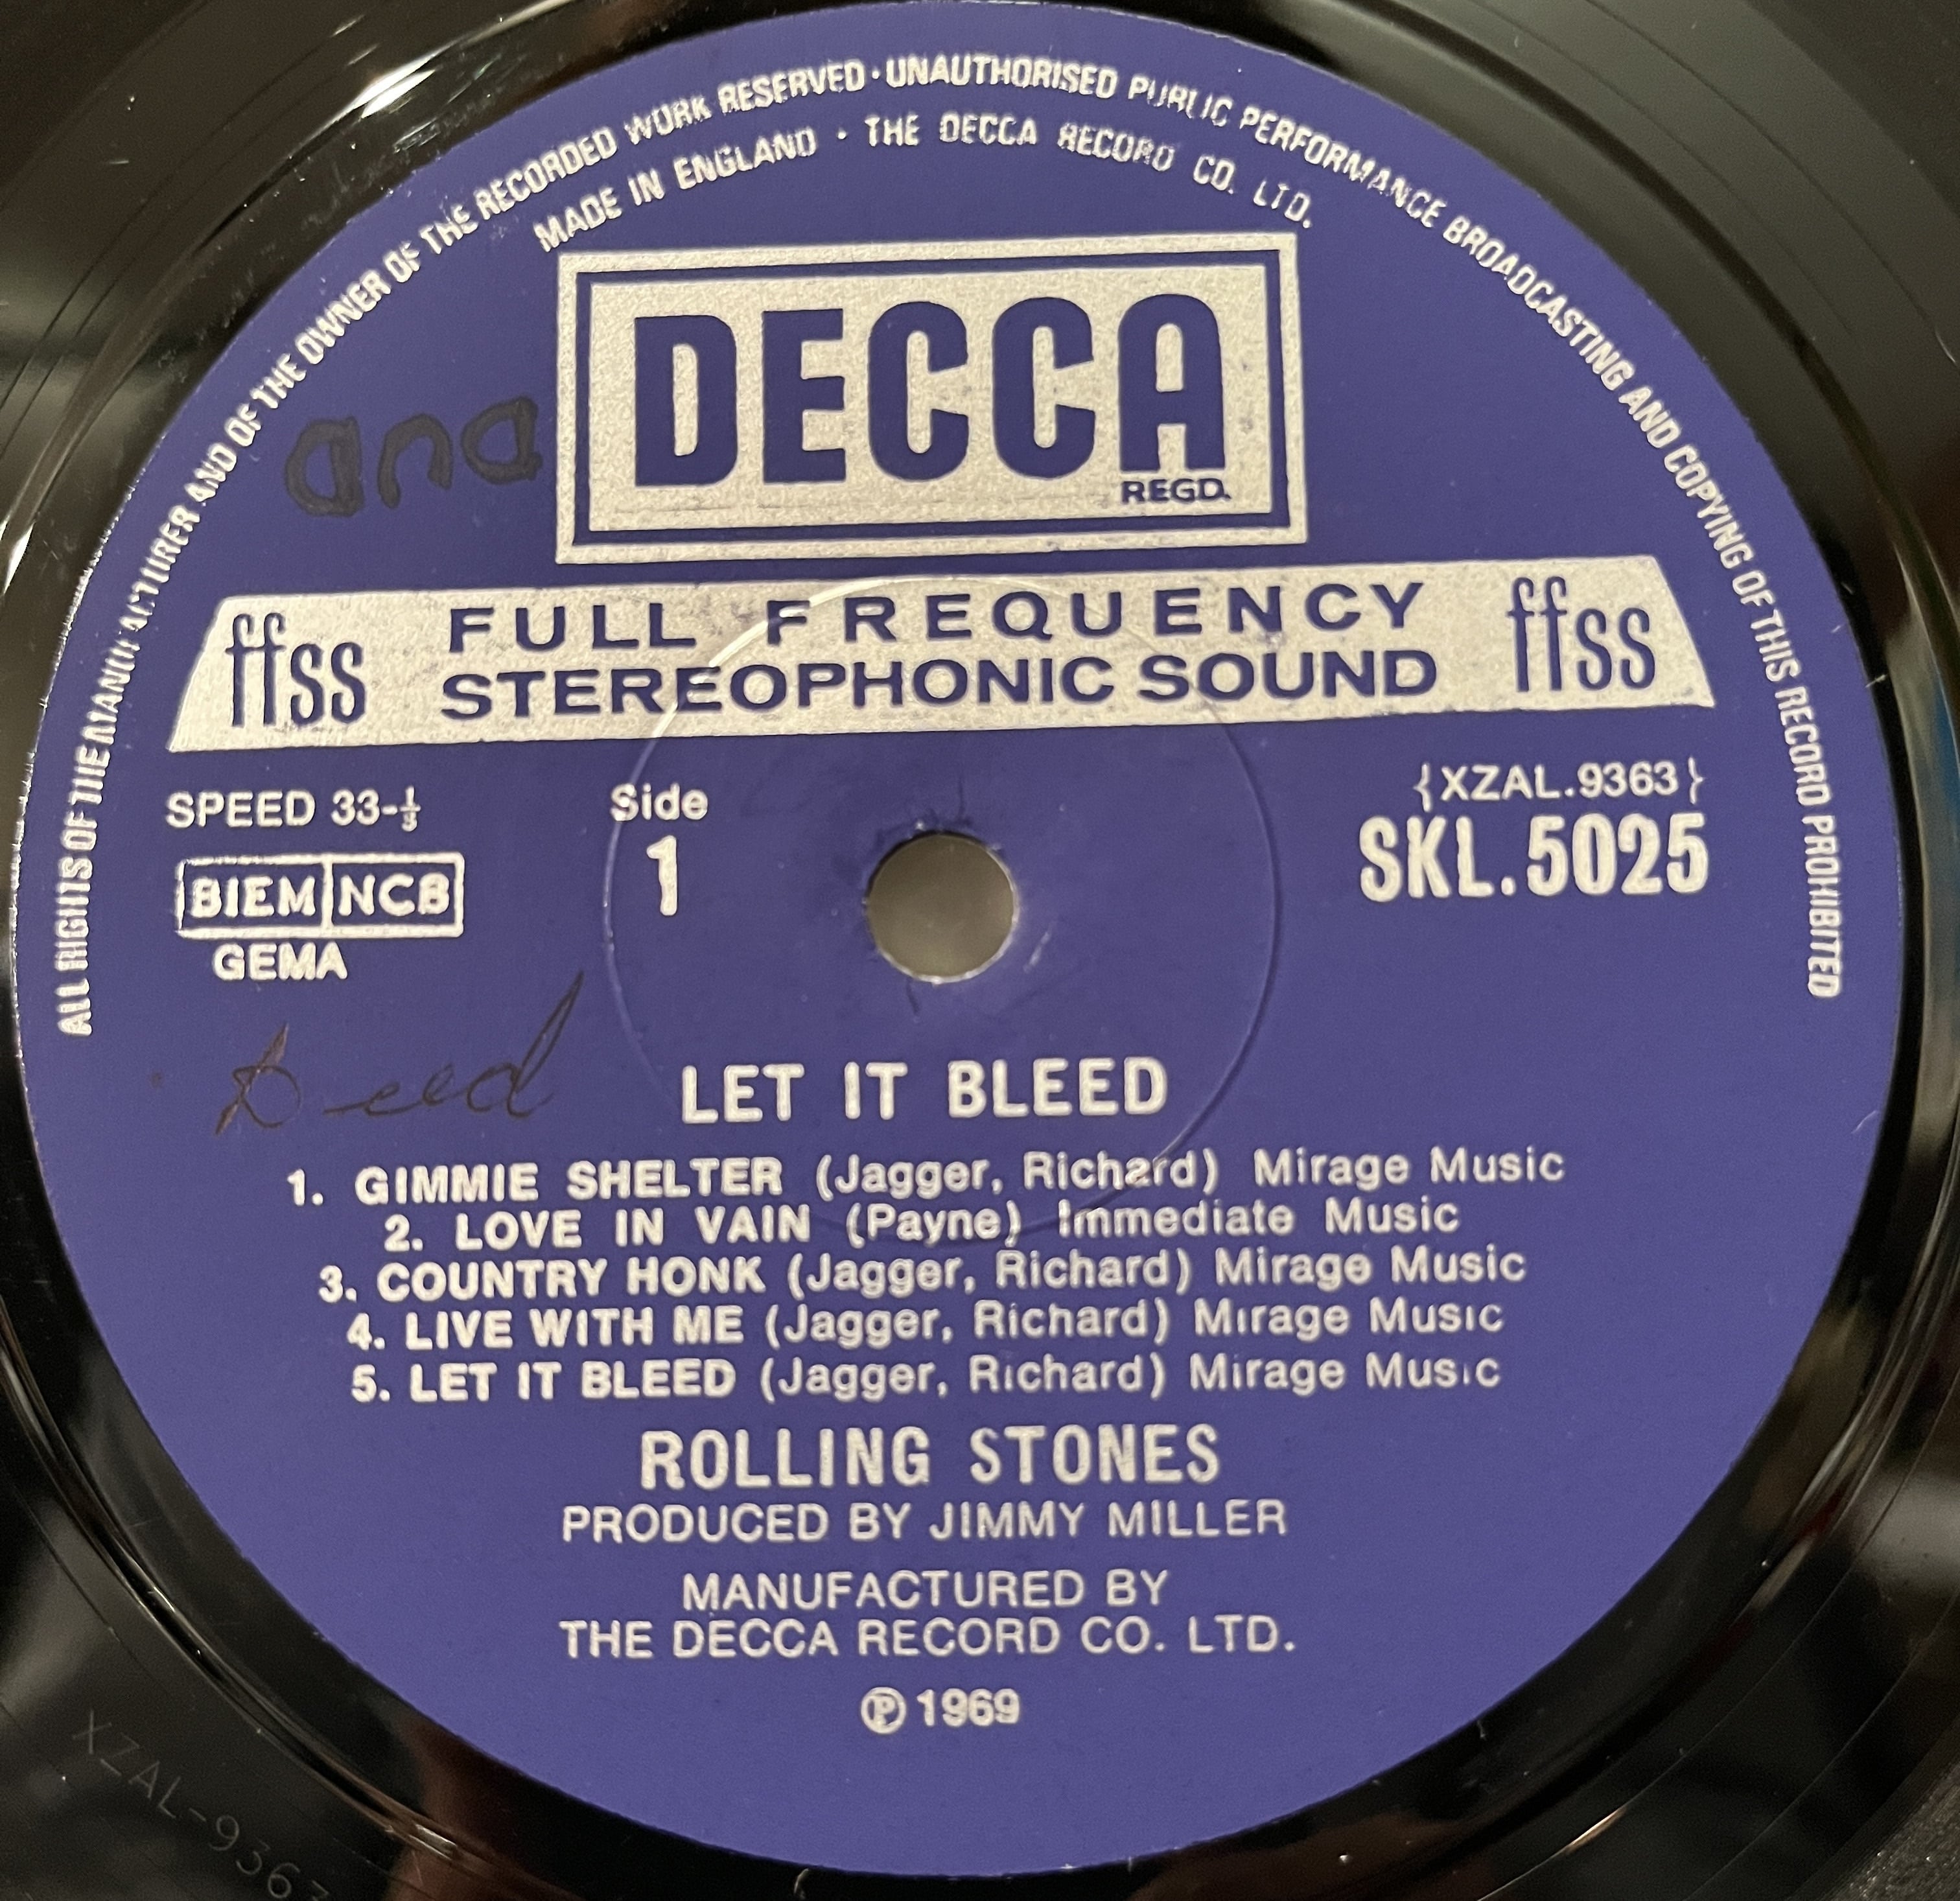 ALL RIGHTS OF THE MANUFACTURER AND OF THE OWNER OF THE RECORDED WORK RESERVED · UNAUTHORISED PUBLIC PERFORMANCE BROADCASTING AND COPYING OF THIS RECORD PROHIBITED
MADE IN ENGLAND · THE DECCA RECORD CO. LTD.
DECCA
REGD.
and
ffss FULL FREQUENCY ffss
STEREOPHONIC SOUND
SPEED 33-⅓
BIEM NCB
GEMA
Side
1
{XZAL.9363}
SKL.5025
LET IT BLEED
1. GIMMIE SHELTER (Jagger, Richard) Mirage Music
2. LOVE IN VAIN (Payne) Immediate Music
3. COUNTRY HONK (Jagger, Richard) Mirage Music
4. LIVE WITH ME (Jagger, Richard) Mirage Music
5. LET IT BLEED (Jagger, Richard) Mirage Music
ROLLING STONES
PRODUCED BY JIMMY MILLER
MANUFACTURED BY
THE DECCA RECORD CO. LTD.
℗ 1969
XZAL-9363